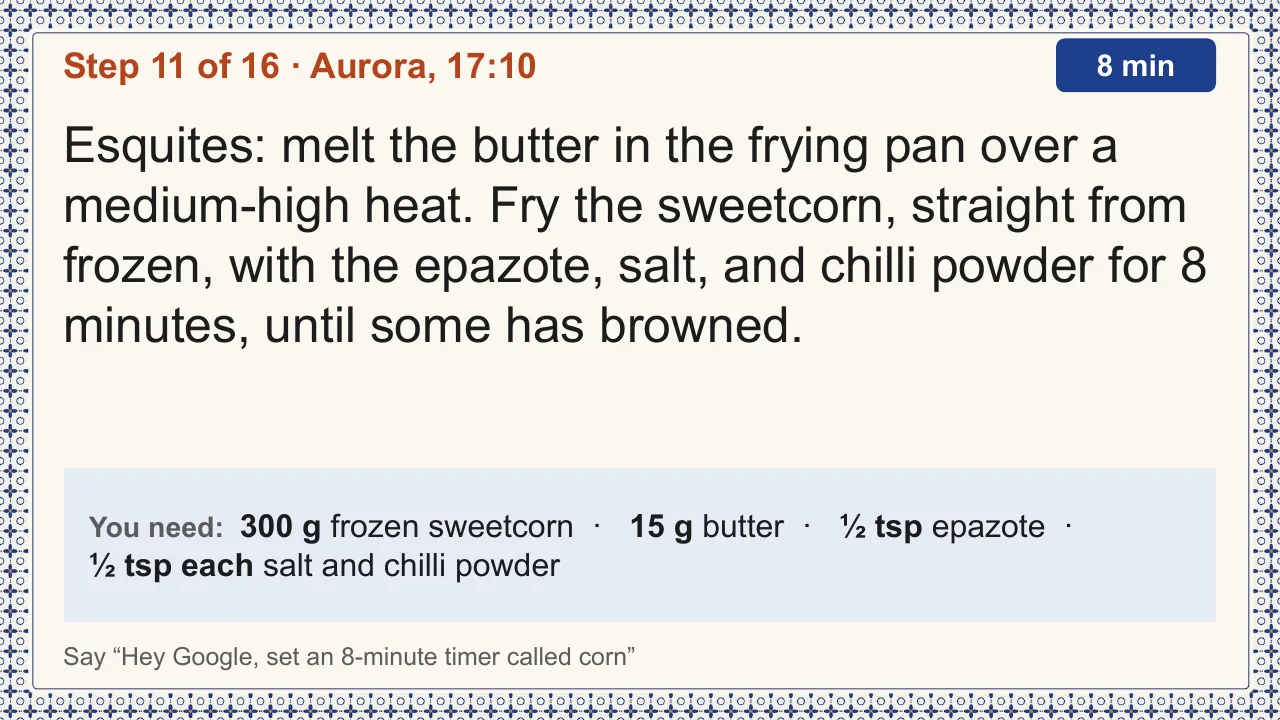 Step 11 of 16 · Aurora, 17:10
8 min
Esquites: melt the butter in the frying pan over a
medium-high heat. Fry the sweetcorn, straight from
frozen, with the epazote, salt, and chilli powder for 8
minutes, until some has browned.
You need: 300 g frozen sweetcorn · 15 g butter · ½ tsp epazote ·
½ tsp each salt and chilli powder
Say “Hey Google, set an 8-minute timer called corn”